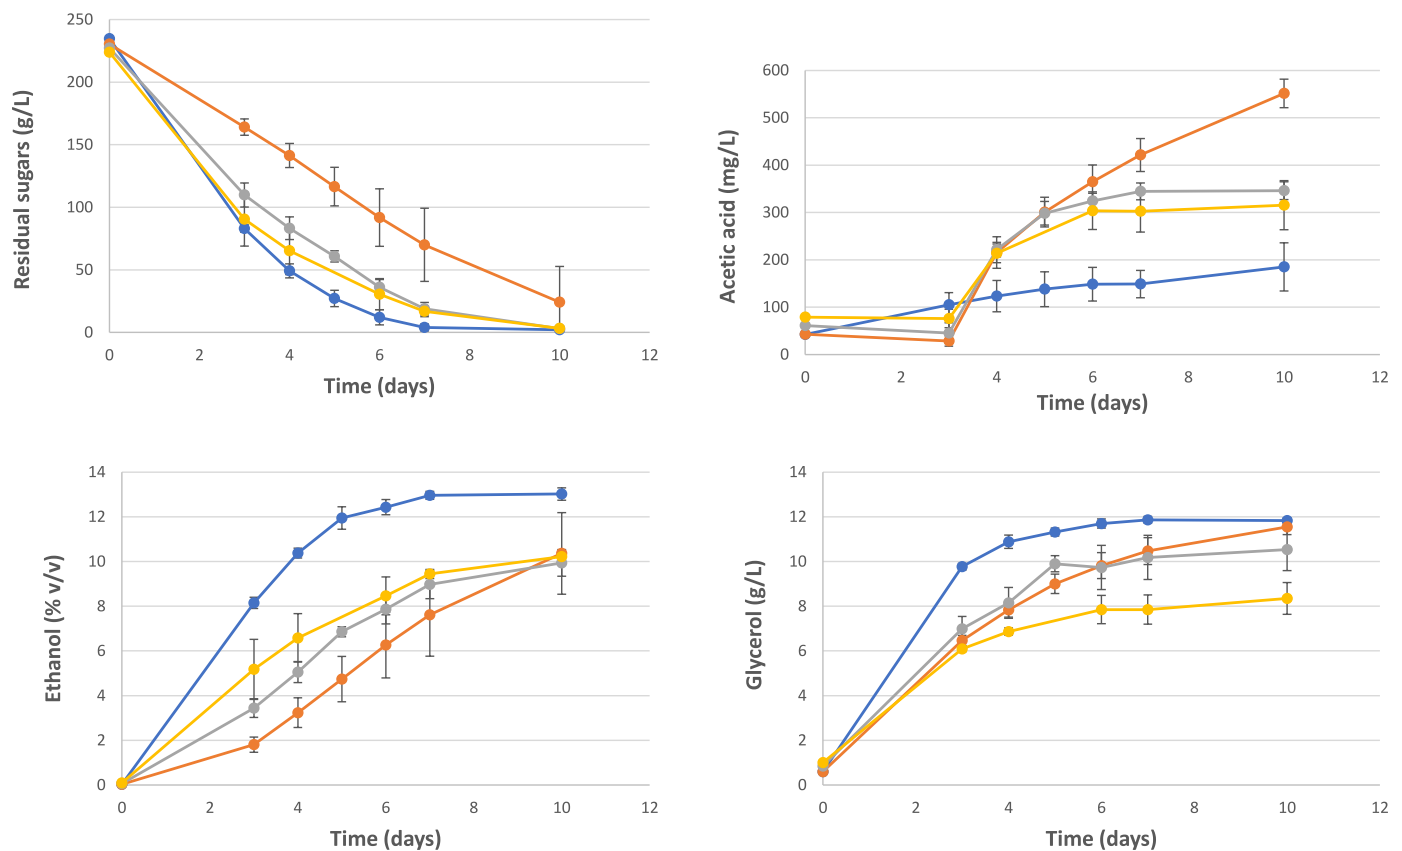 Residual sugars (g/L)
250
200
150
100
50
0
0 2 4 6 8 10 12
Time (days)
Acetic acid (mg/L)
600
500
400
300
200
100
0
0 2 4 6 8 10 12
Time (days)
Ethanol (% v/v)
14
12
10
8
6
4
2
0
0 2 4 6 8 10 12
Time (days)
Glycerol (g/L)
14
12
10
8
6
4
2
0
0 2 4 6 8 10 12
Time (days)